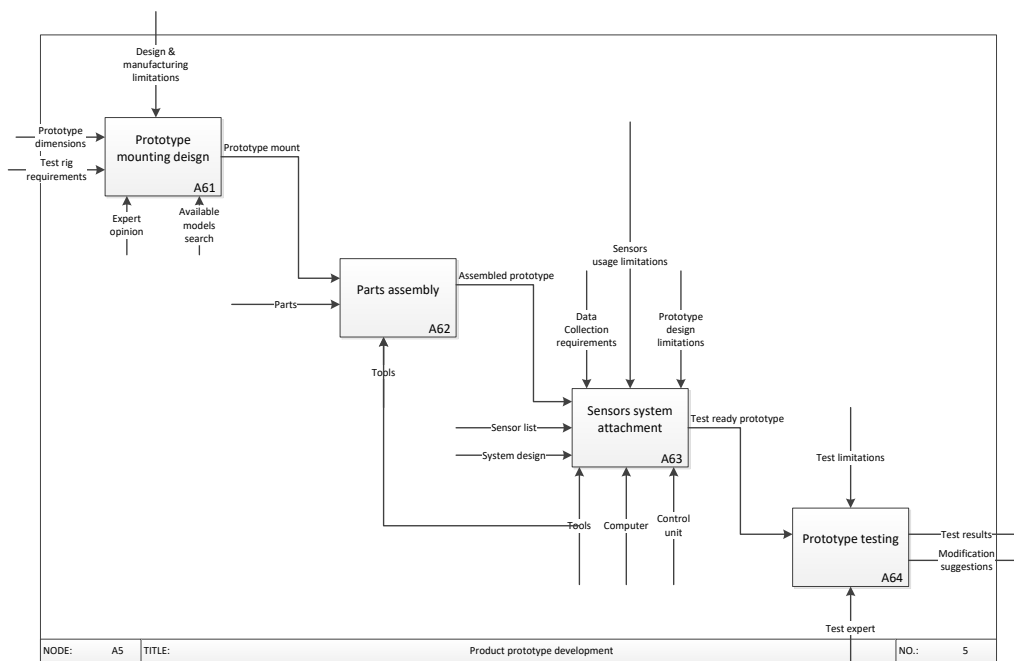 Design &
manufacturing
limitations
Prototype
dimensions
Test rig
requirements
Prototype
mounting deisgn
A61
Prototype mount
Expert
opinion
Available
models
search
Parts
Parts assembly
A62
Assembled prototype
Tools
Sensors
usage limitations
Data
Collection
requirements
Prototype
design
limitations
Sensor list
System design
Sensors system
attachment
A63
Test ready prototype
Tools
Computer
Control
unit
Test limitations
Prototype testing
A64
Test results
Modification
suggestions
Test expert
NODE: A5 TITLE: Product prototype development NO.: 5